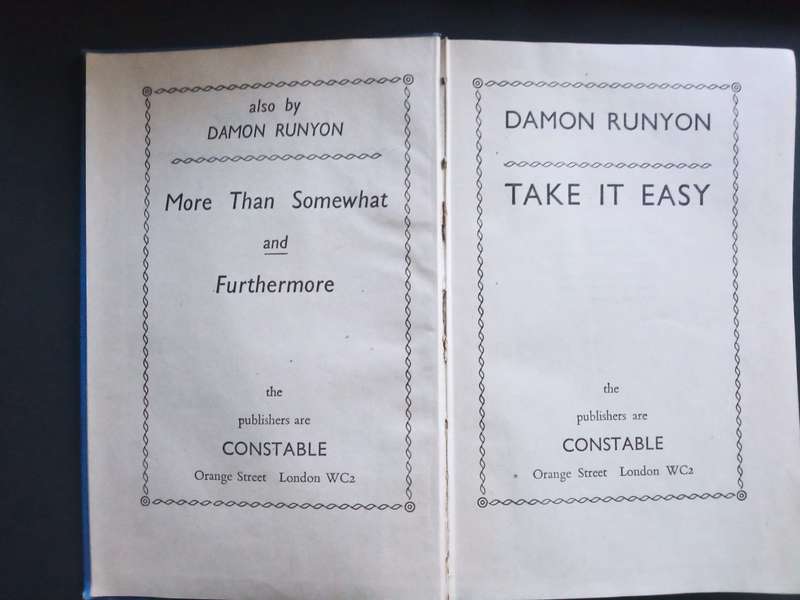 also by
DAMON RUNYON
More Than Somewhat
and
Furthermore
the
publishers are
CONSTABLE
Orange Street London WC2
DAMON RUNYON
TAKE IT EASY
the
publishers are
CONSTABLE
Orange Street London WC2